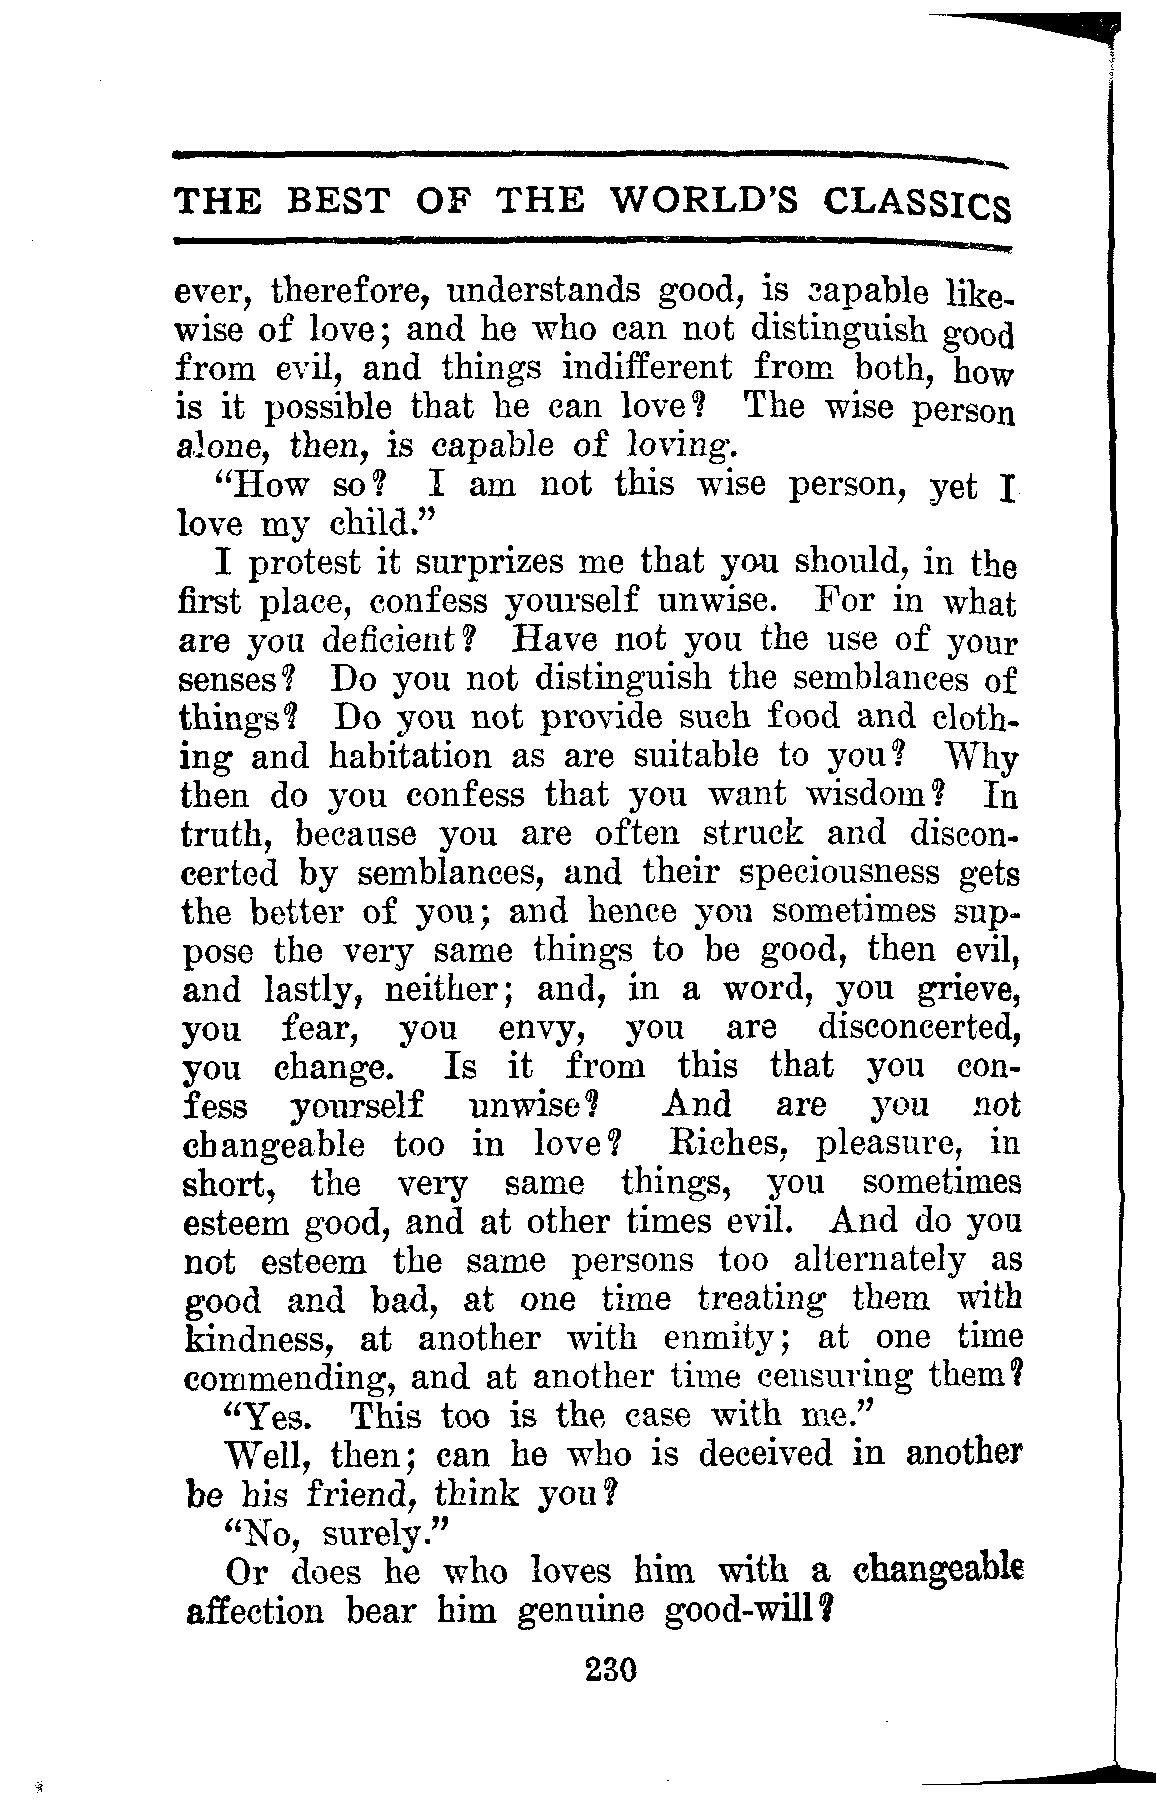 THE BEST OF THE WORLD'S CLASSICS
ever, therefore, understands good, is capable like-
wise of love; and he who can not distinguish good
from evil, and things indifferent from both, how
is it possible that he can love? The wise person
alone, then, is capable of loving.
"How so? I am not this wise person, yet I
love my child."
I protest it surprizes me that you should, in the
first place, confess yourself unwise. For in what
are you deficient? Have not you the use of your
senses? Do you not distinguish the semblances of
things? Do you not provide such food and cloth-
ing and habitation as are suitable to you? Why
then do you confess that you want wisdom? In
truth, because you are often struck and discon-
certed by semblances, and their speciousness gets
the better of you; and hence you sometimes sup-
pose the very same things to be good, then evil,
and lastly, neither; and, in a word, you grieve,
you fear, you envy, you are disconcerted,
you change. Is it from this that you con-
fess yourself unwise? And are you not
changeable too in love? Riches, pleasure, in
short, the very same things, you sometimes
esteem good, and at other times evil. And do you
not esteem the same persons too alternately as
good and bad, at one time treating them with
kindness, at another with enmity; at one time
commending, and at another time censuring them?
"Yes. This too is the case with me."
Well, then; can he who is deceived in another
be his friend, think you?
"No, surely."
Or does he who loves him with a changeable
affection bear him genuine good-will?
230